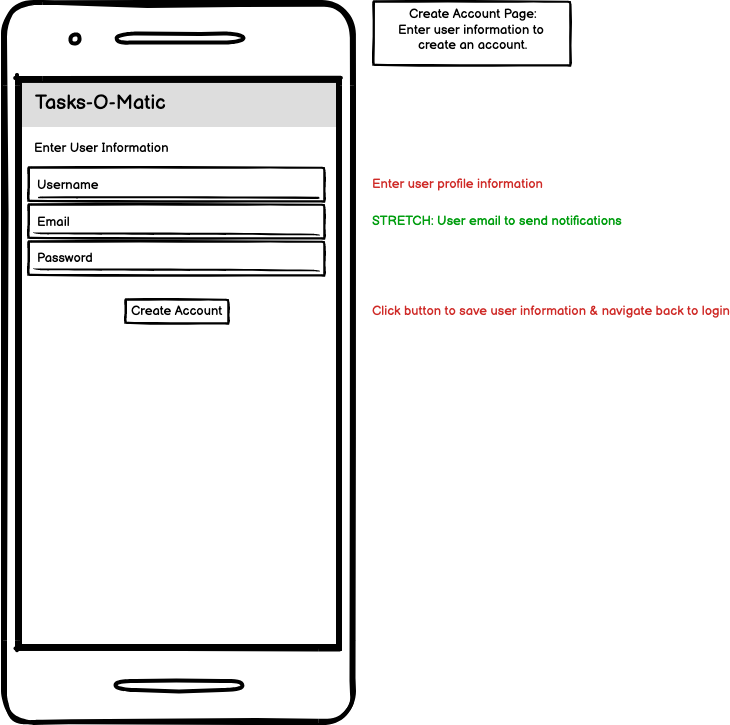 Create Account Page:
Enter user information to
create an account.
Tasks-O-Matic
Enter User Information
Username
Enter user profile information
Email
STRETCH: User email to send notifications
Password
Create Account
Click button to save user information & navigate back to login